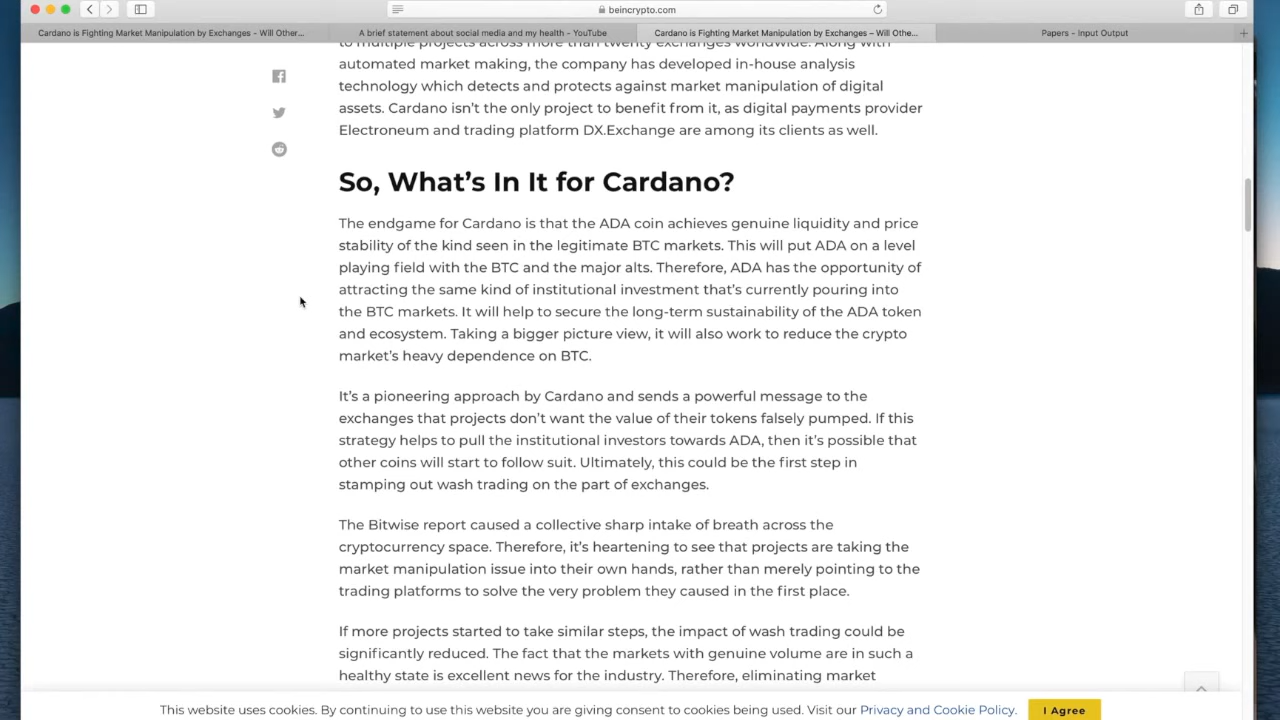 beincrypto.com
Cardano is Fighting Market Manipulation by Exchanges - Will Other...
A brief statement about social media and my health - YouTube
Cardano is Fighting Market Manipulation by Exchanges – Will Othe...
Papers - Input Output
to multiple projects across more than twenty exchanges worldwide. Along with
automated market making, the company has developed in-house analysis
technology which detects and protects against market manipulation of digital
assets. Cardano isn’t the only project to benefit from it, as digital payments provider
Electroneum and trading platform DX.Exchange are among its clients as well.
So, What’s In It for Cardano?
The endgame for Cardano is that the ADA coin achieves genuine liquidity and price
stability of the kind seen in the legitimate BTC markets. This will put ADA on a level
playing field with the BTC and the major alts. Therefore, ADA has the opportunity of
attracting the same kind of institutional investment that’s currently pouring into
the BTC markets. It will help to secure the long-term sustainability of the ADA token
and ecosystem. Taking a bigger picture view, it will also work to reduce the crypto
market’s heavy dependence on BTC.
It’s a pioneering approach by Cardano and sends a powerful message to the
exchanges that projects don’t want the value of their tokens falsely pumped. If this
strategy helps to pull the institutional investors towards ADA, then it’s possible that
other coins will start to follow suit. Ultimately, this could be the first step in
stamping out wash trading on the part of exchanges.
The Bitwise report caused a collective sharp intake of breath across the
cryptocurrency space. Therefore, it’s heartening to see that projects are taking the
market manipulation issue into their own hands, rather than merely pointing to the
trading platforms to solve the very problem they caused in the first place.
If more projects started to take similar steps, the impact of wash trading could be
significantly reduced. The fact that the markets with genuine volume are in such a
healthy state is excellent news for the industry. Therefore, eliminating market
This website uses cookies. By continuing to use this website you are giving consent to cookies being used. Visit our Privacy and Cookie Policy.
I Agree